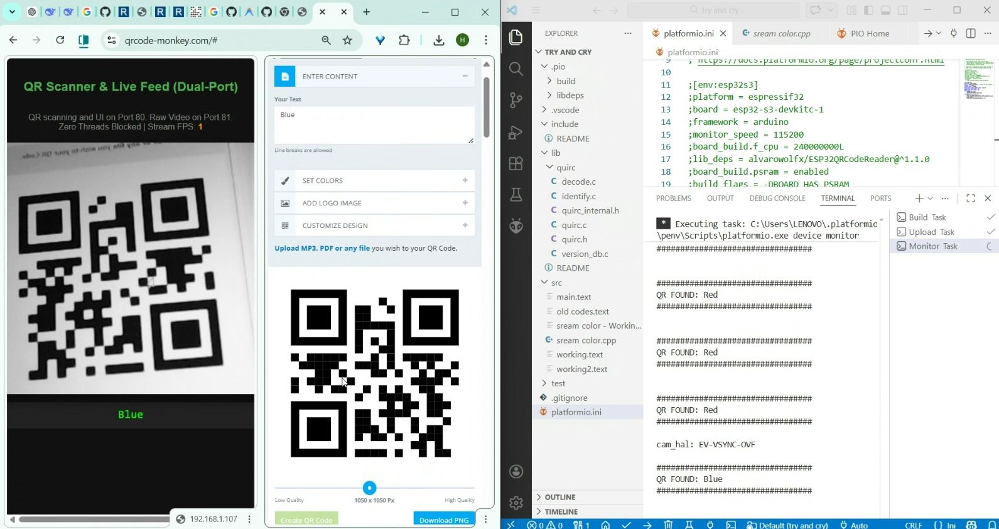 qrcode-monkey.com/#
H
QR Scanner & Live Feed (Dual-Port)
QR scanning and UI on Port 80. Raw Video on Port 81.
Zero Threads Blocked | Stream FPS: 1
Blue
192.168.1.107
ENTER CONTENT
Your Text
Blue
Line breaks are allowed
SET COLORS
ADD LOGO IMAGE
CUSTOMIZE DESIGN
Upload MP3, PDF or any file you wish to your QR Code.
Low Quality
1050 x 1050 Px
High Quality
Create QR Code
Download PNG
try and cry
EXPLORER
TRY AND CRY
.pio
build
libdeps
.vscode
include
README
lib
quirc
decode.c
identify.c
quirc_internal.h
quirc.c
quirc.h
version_db.c
README
src
main.text
old codes.text
sream color - Workin...
sream color.cpp
working.text
working2.text
test
.gitignore
platformio.ini
OUTLINE
TIMELINE
platformio.ini
sream color.cpp
PIO Home
platformio.ini
9 ; https://docs.platformio.org/page/projectconf.html
10
11 ;[env:esp32s3]
12 ;platform = espressif32
13 ;board = esp32-s3-devkitc-1
14 ;framework = arduino
15 ;monitor_speed = 115200
16 ;board_build.f_cpu = 240000000L
17 ;lib_deps = alvarowolfx/ESP32QRCodeReader@^1.1.0
18 ;board_build.psram = enabled
19 ;build_flags = -DBOARD_HAS_PSRAM
PROBLEMS
OUTPUT
DEBUG CONSOLE
TERMINAL
PORTS
* Executing task: C:\Users\LENOVO\.platformio
\penv\Scripts\platformio.exe device monitor
################################
################################
QR FOUND: Red
################################
################################
QR FOUND: Red
################################
################################
QR FOUND: Red
################################
cam_hal: EV-VSYNC-OVF
################################
QR FOUND: Blue
################################
Build Task
Upload Task
Monitor Task
0 0
1
Default (try and cry)
Auto
CRLF
{ } Ini